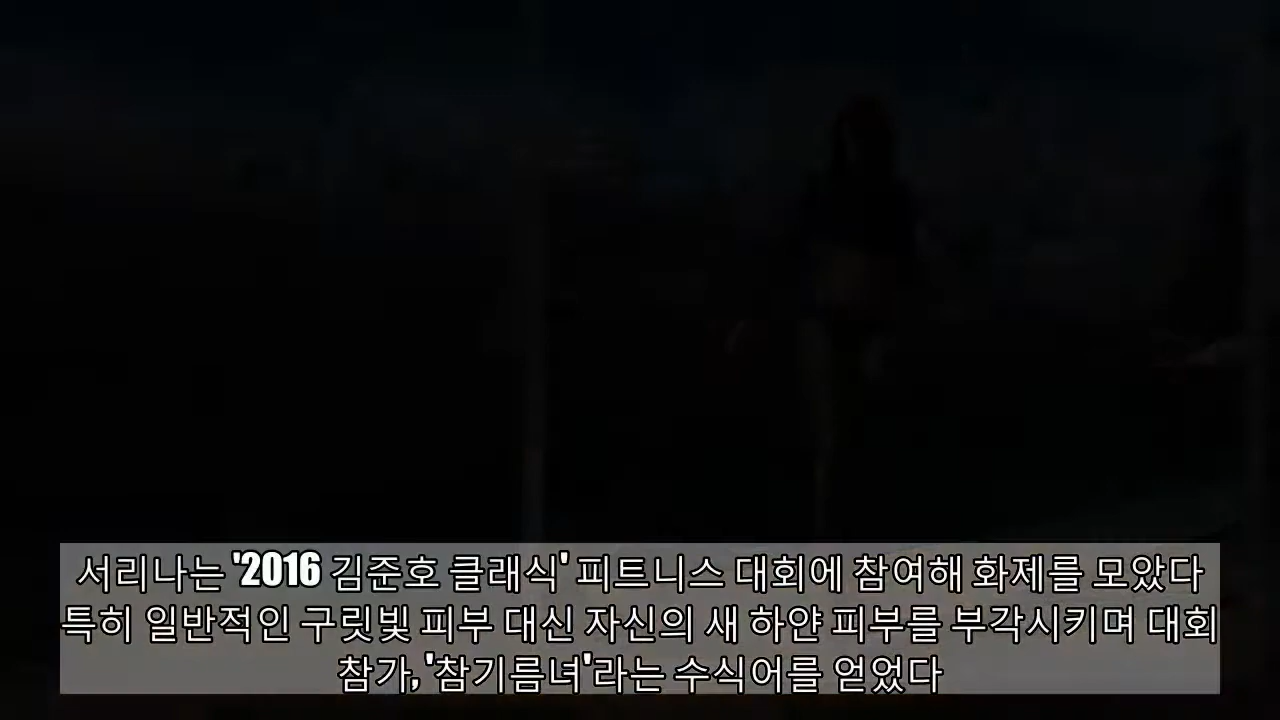 서리나는 '2016 김준호 클래식' 피트니스 대회에 참여해 화제를 모았다
특히 일반적인 구릿빛 피부 대신 자신의 새 하얀 피부를 부각시키며 대회
참가, '참기름녀'라는 수식어를 얻었다